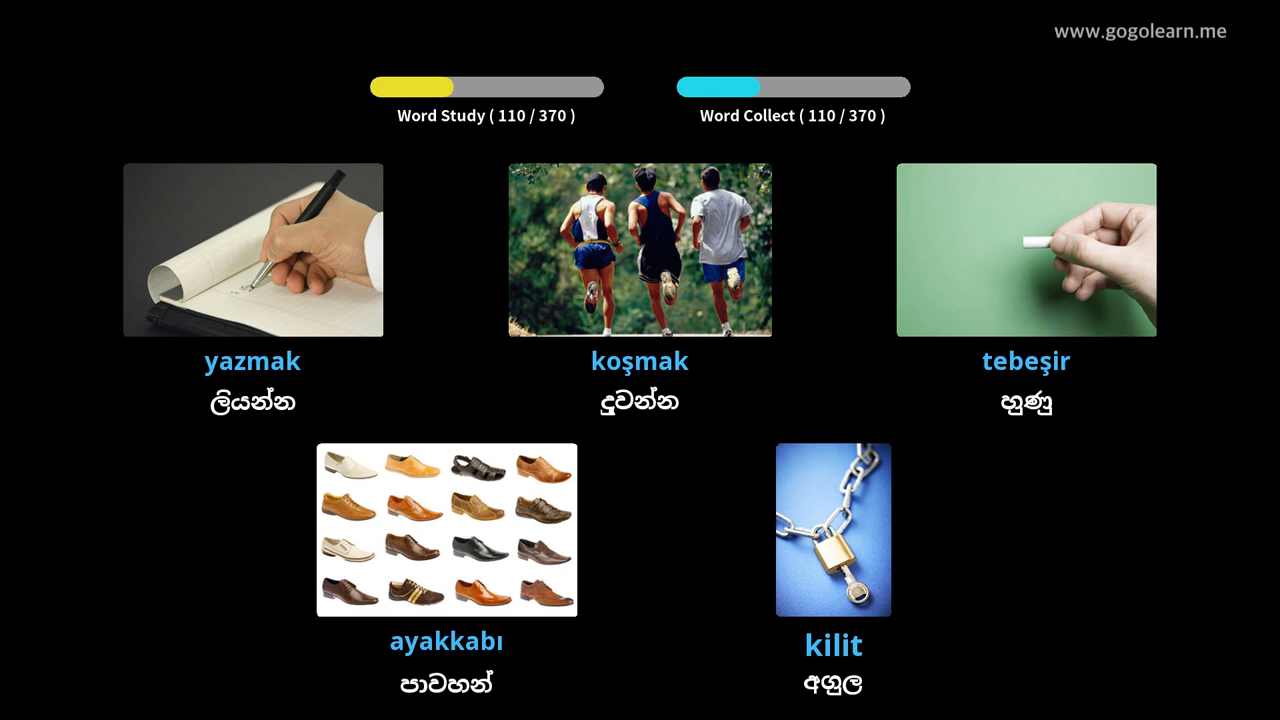 www.gogolearn.me
Word Study ( 110 / 370 )
Word Collect ( 110 / 370 )
yazmak
ලියන්න
koşmak
දුවන්න
tebeşir
හුණු
ayakkabı
පාවහන්
kilit
අගුල